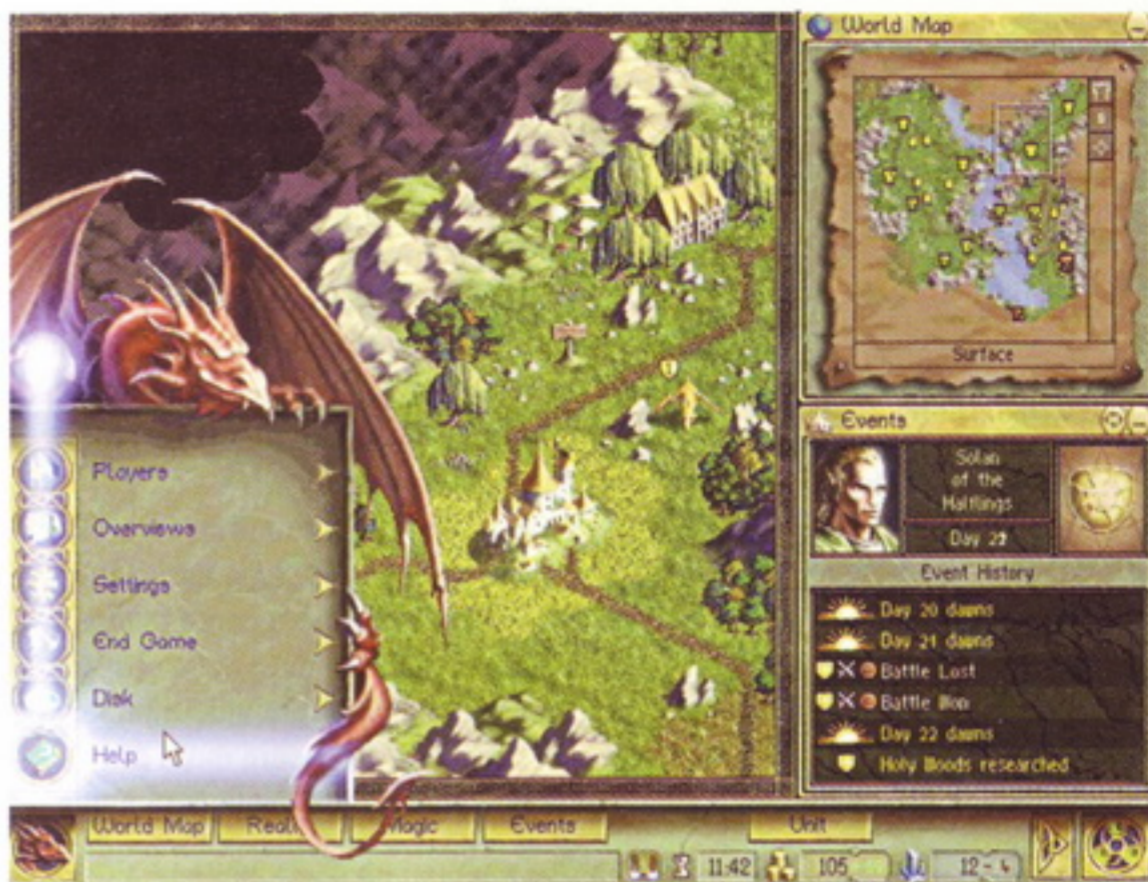 World Map
Surface
Events
Solan
of the
Halflings
Day 22
Event History
Day 20 dawns
Day 21 dawns
Battle Lost
Battle Won
Day 22 dawns
Holy Woods researched
Players
Overviews
Settings
End Game
Disk
Help
World Map
Magic
Events
Unit
11:42
105